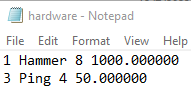 hardware - Notepad
File Edit Format View Help
1 Hammer 8 1000.000000
3 Ping 4 50.000000